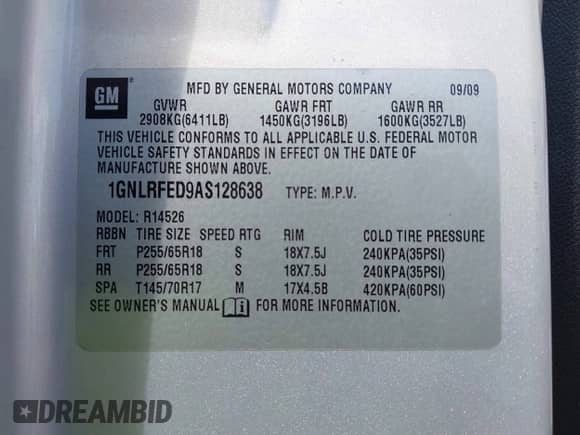 GM
MFD BY GENERAL MOTORS COMPANY 09/09
GVWR GAWR FRT GAWR RR
2908KG(6411LB) 1450KG(3196LB) 1600KG(3527LB)
THIS VEHICLE CONFORMS TO ALL APPLICABLE U.S. FEDERAL MOTOR
VEHICLE SAFETY STANDARDS IN EFFECT ON THE DATE OF
MANUFACTURE SHOWN ABOVE.
1GNLRFED9AS128638 TYPE: M.P.V.
MODEL: R14526
RBBN TIRE SIZE SPEED RTG RIM COLD TIRE PRESSURE
FRT P255/65R18 S 18X7.5J 240KPA(35PSI)
RR P255/65R18 S 18X7.5J 240KPA(35PSI)
SPA T145/70R17 M 17X4.5B 420KPA(60PSI)
SEE OWNER'S MANUAL FOR MORE INFORMATION.
DREAMBID